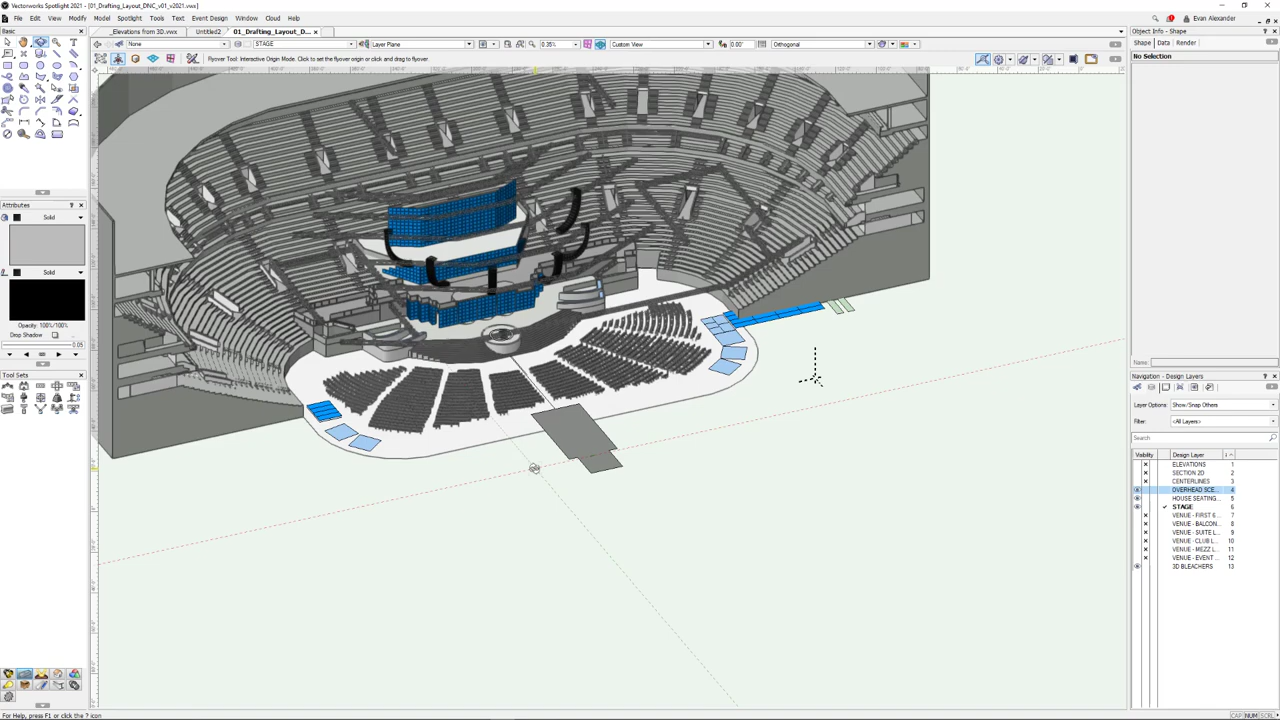 Vectorworks Spotlight 2021 - [01_Drafting_Layout_DNC_v01_v2021.vwx]
File Edit View Modify Model Spotlight Tools Text Event Design Window Cloud Help
Evan Alexander
Basic
_Elevations from 3D.vwx Untitled2 01_Drafting_Layout_D...
None STAGE Layer Plane 0.35% Custom View 0.00° Orthogonal
Flyover Tool: Interactive Origin Mode. Click to set the flyover origin or click and drag to flyover.
Object Info - Shape
Shape Data Render
No Selection
Attributes
Solid
Solid
Opacity: 100%/100%
Drop Shadow
0.05
Tool Sets
Name:
Navigation - Design Layers
Layer Options: Show/Snap Others
Filter: <All Layers>
Search
Visibility Design Layer
ELEVATIONS 1
SECTION 2D 2
CENTERLINES 3
OVERHEAD SCE... 4
HOUSE SEATING... 5
STAGE 6
VENUE - FIRST 6... 7
VENUE - BALCON... 8
VENUE - SUITE L... 9
VENUE - CLUB L... 10
VENUE - MEZZ L... 11
VENUE - EVENT ... 12
3D BLEACHERS 13
For Help, press F1 or click the ? icon
CAP NUM SCRL